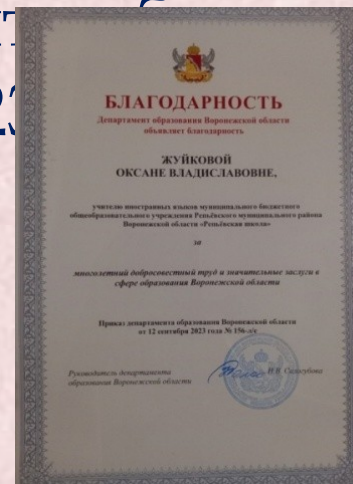 БЛАГОДАРНОСТЬ
Департамент образования Воронежской области
объявляет благодарность
ЖУЙКОВОЙ
ОКСАНЕ ВЛАДИСЛАВОВНЕ,
учителю иностранных языков муниципального бюджетного
общеобразовательного учреждения Репьёвского муниципального района
Воронежской области «Репьёвская школа»
за
многолетний добросовестный труд и значительные заслуги в
сфере образования Воронежской области
Приказ департамента образования Воронежской области
от 12 сентября 2023 года № 156-л/ч
Руководитель департамента
образования Воронежской области
Н.В. Салогубова